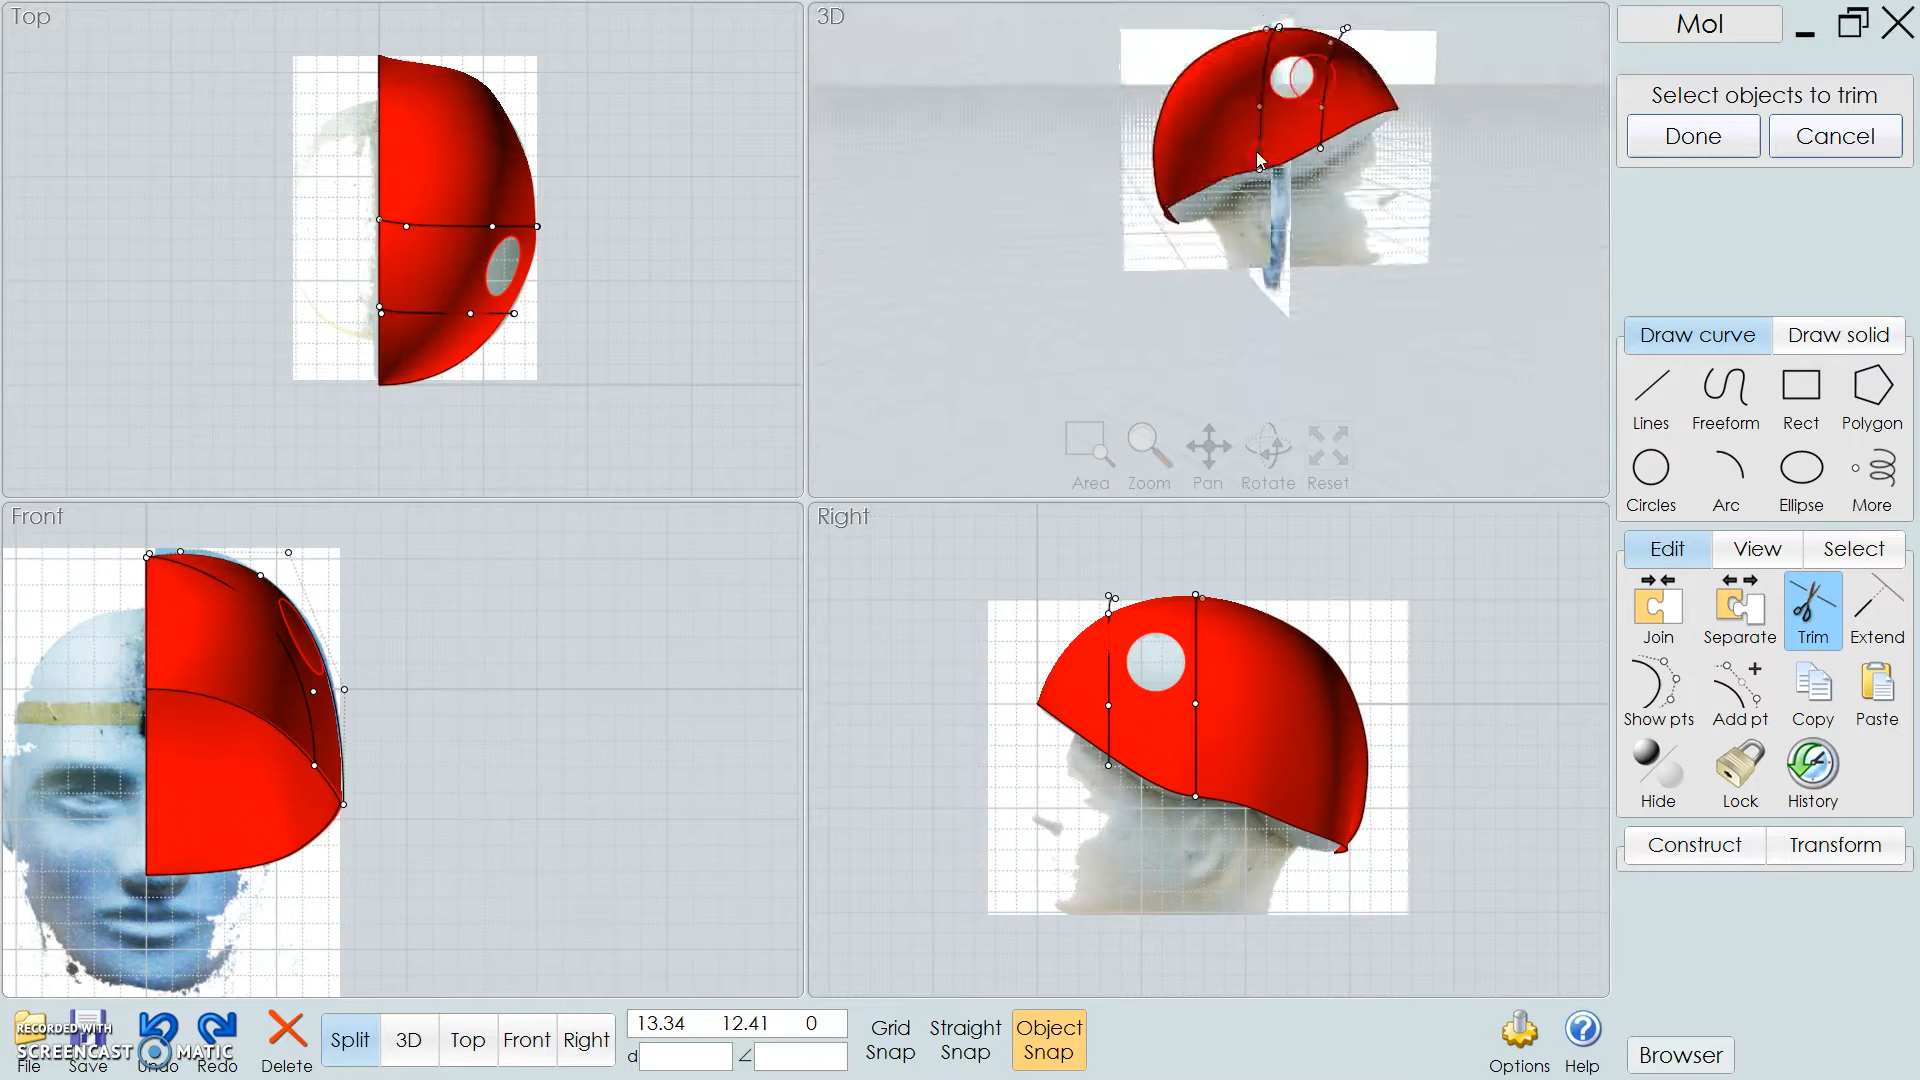 Top
3D
MoI
Select objects to trim
Done Cancel
Draw curve Draw solid
Lines Freeform Rect Polygon
Circles Arc Ellipse More
Area Zoom Pan Rotate Reset
Front
Right
Edit View Select
Join Separate Trim Extend
Show pts Add pt Copy Paste
Hide Lock History
Construct Transform
RECORDED WITH
SCREENCAST MATIC
File Save Undo Redo Delete
Split 3D Top Front Right
13.34 12.41 0
d ∠
Grid Snap
Straight Snap
Object Snap
Options Help
Browser